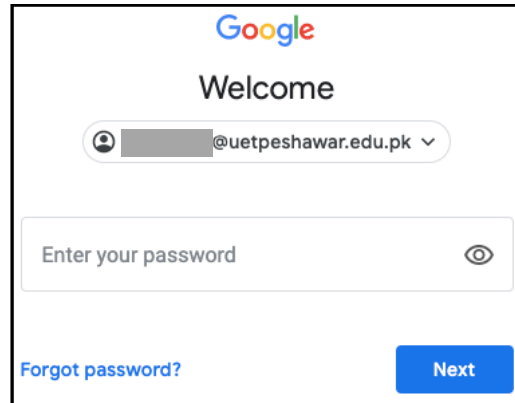 Google
Welcome
@uetpeshawar.edu.pk
Enter your password
Forgot password? Next